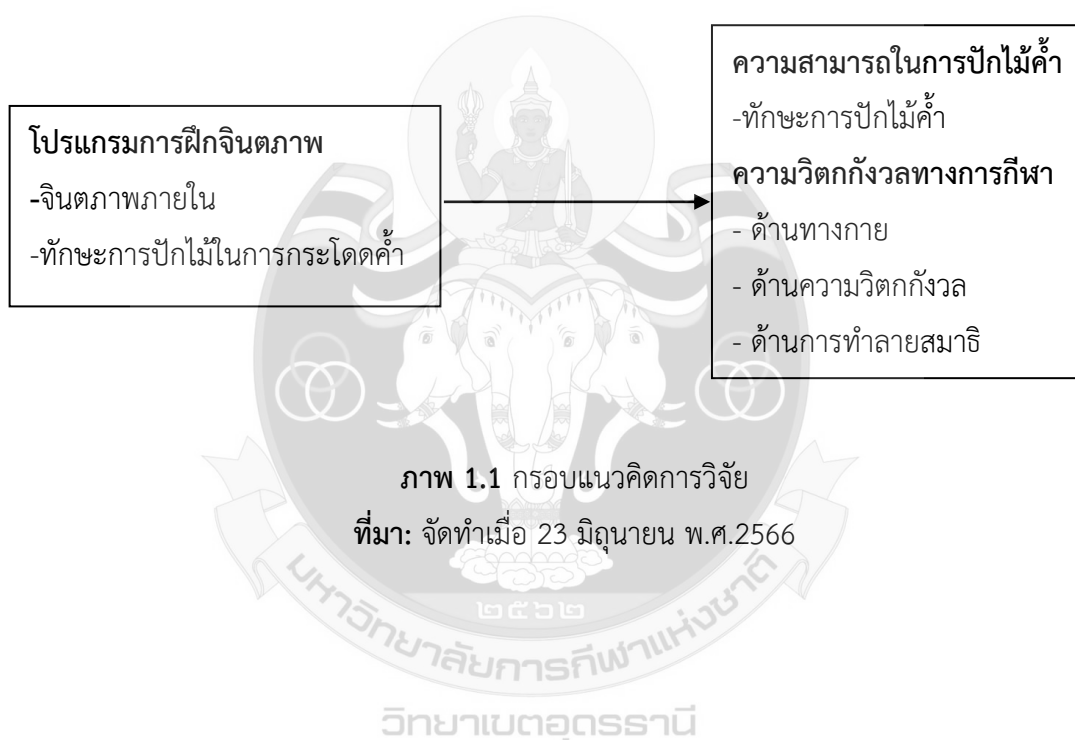 โปรแกรมการฝึกจินตภาพ
-จินตภาพภายใน
-ทักษะการปักไม้ในการกระโดดค้ำ
ความสามารถในการปักไม้ค้ำ
-ทักษะการปักไม้ค้ำ
ความวิตกกังวลทางการกีฬา
- ด้านทางกาย
- ด้านความวิตกกังวล
- ด้านการทำลายสมาธิ
ภาพ 1.1 กรอบแนวคิดการวิจัย
ที่มา: จัดทำเมื่อ 23 มิถุนายน พ.ศ.2566
๒๕๖๒
มหาวิทยาลัยการกีฬาแห่งชาติ
วิทยาเขตอุดรธานี